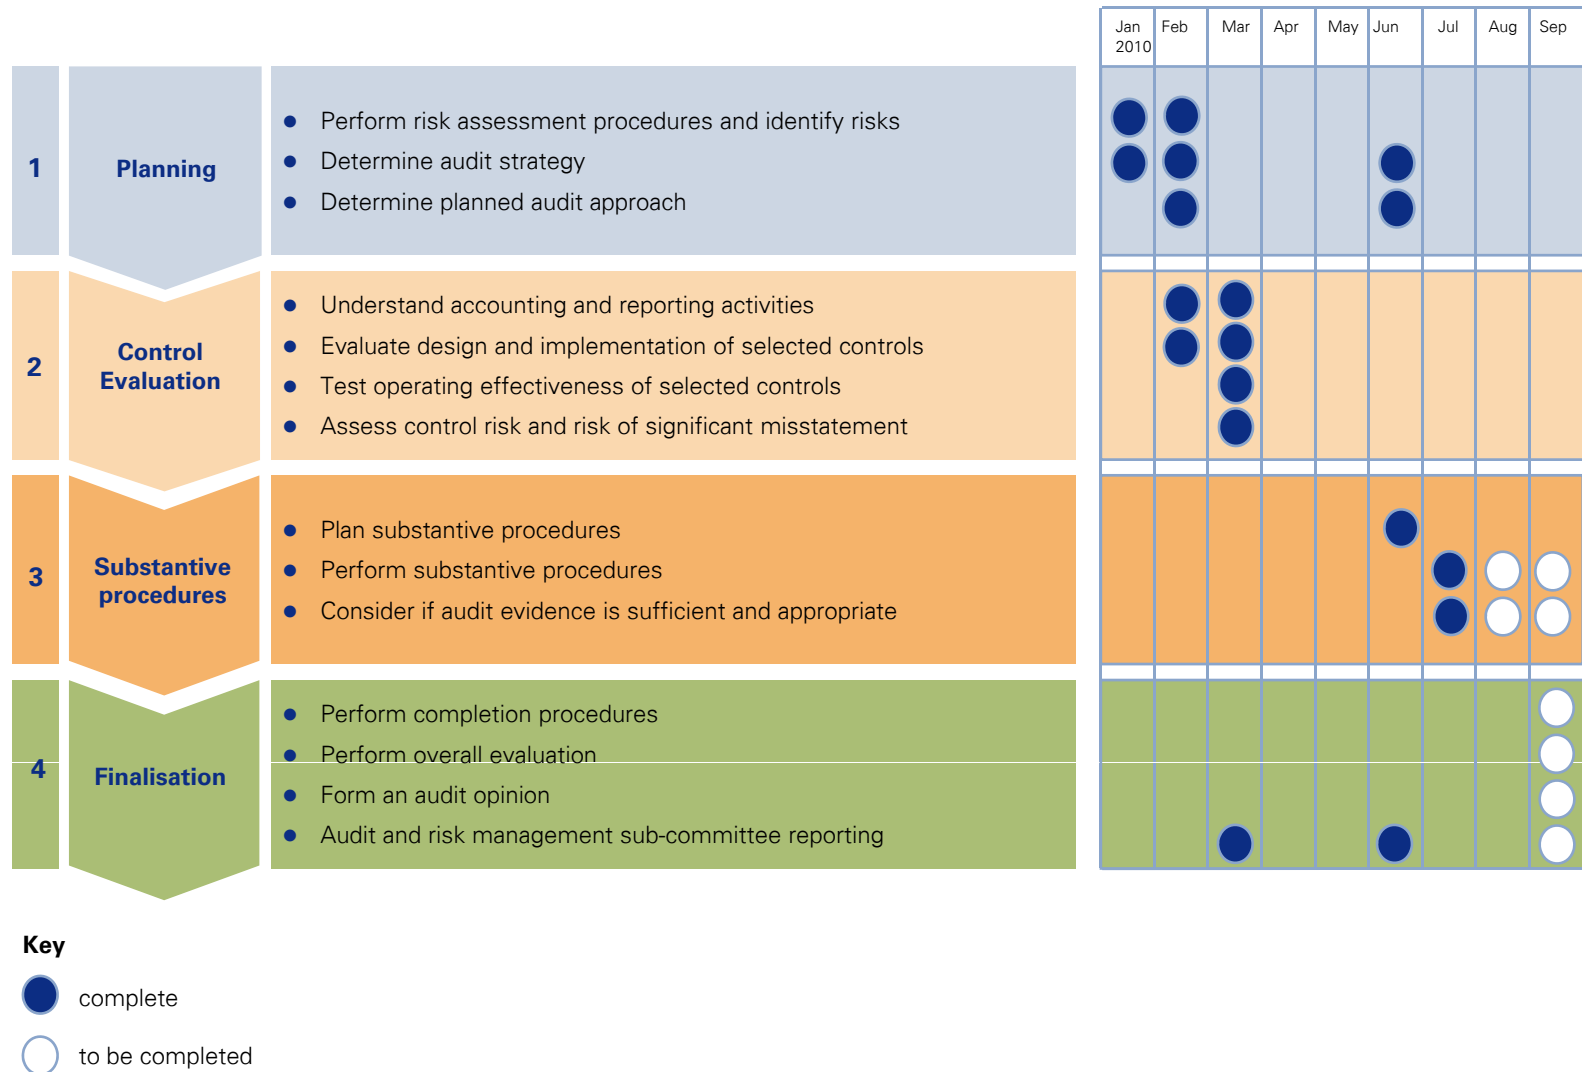 Jan Feb Mar Apr May Jun Jul Aug Sep
2010
1 Planning
• Perform risk assessment procedures and identify risks
• Determine audit strategy
• Determine planned audit approach
2 Control
Evaluation
• Understand accounting and reporting activities
• Evaluate design and implementation of selected controls
• Test operating effectiveness of selected controls
• Assess control risk and risk of significant misstatement
3 Substantive
procedures
• Plan substantive procedures
• Perform substantive procedures
• Consider if audit evidence is sufficient and appropriate
4 Finalisation
• Perform completion procedures
• Perform overall evaluation
• Form an audit opinion
• Audit and risk management sub-committee reporting
Key
complete
to be completed